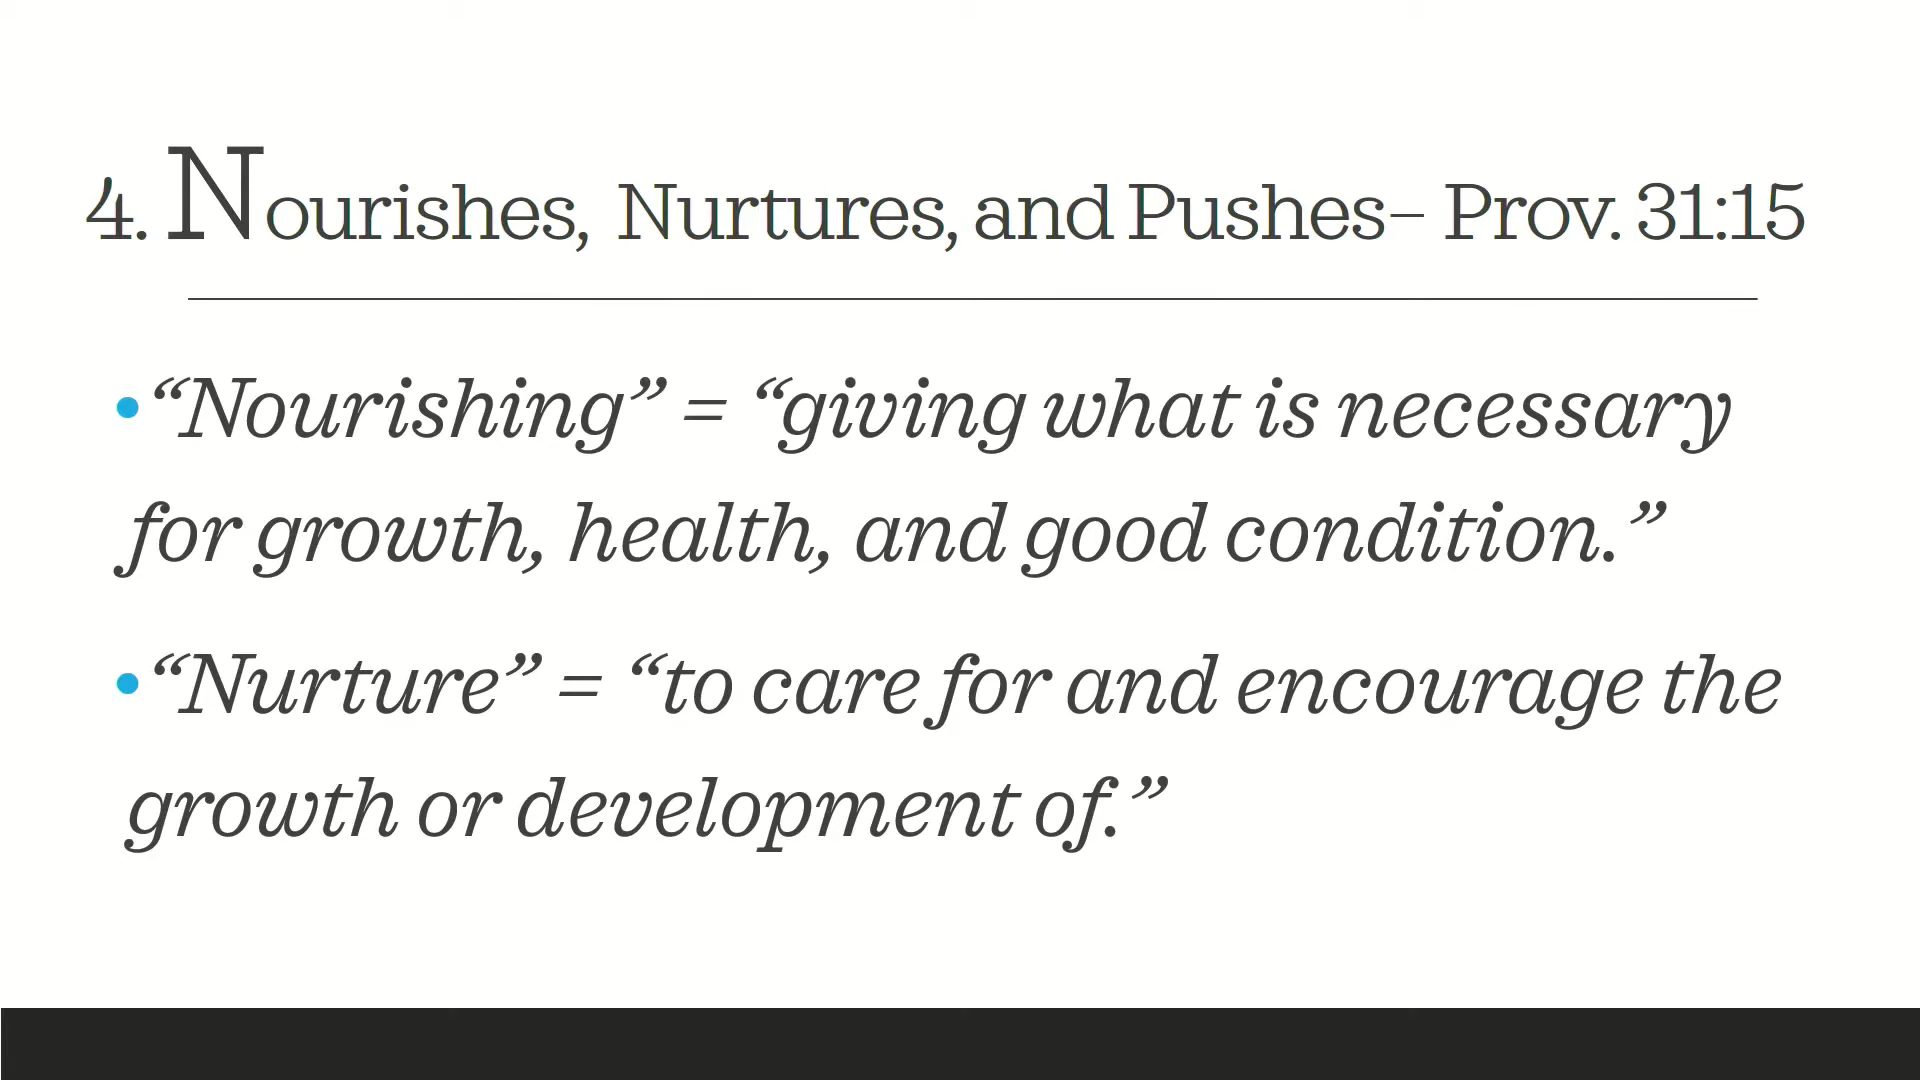 4. Nourishes, Nurtures, and Pushes– Prov. 31:15
•“Nourishing” = “giving what is necessary
for growth, health, and good condition.”
•“Nurture” = “to care for and encourage the
growth or development of.”